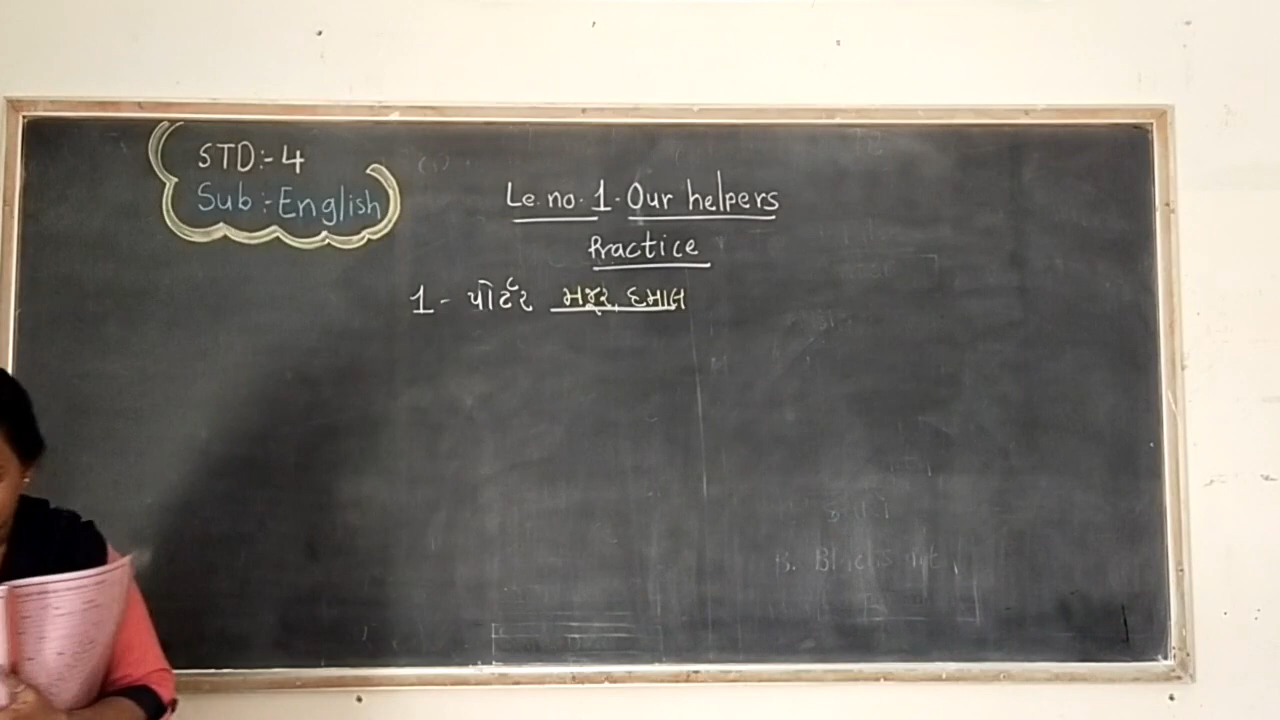 STD:- 4
Sub:- English
Le. no. 1. Our helpers
Practice
1 - પોર્ટર મજૂર, હમાલ